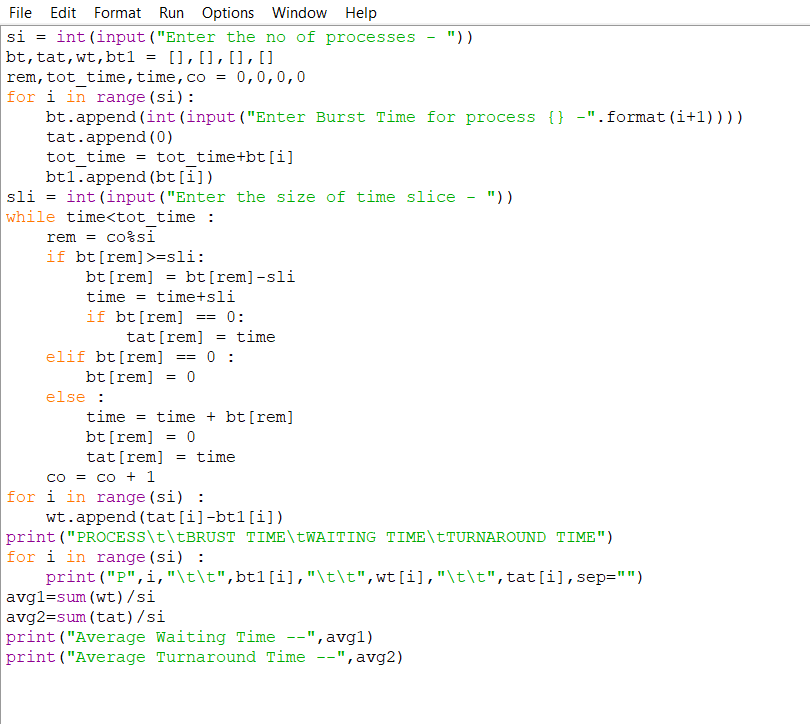 File Edit Format Run Options Window Help
si = int(input("Enter the no of processes - "))
bt,tat,wt,bt1 = [],[],[],[]
rem,tot_time,time,co = 0,0,0,0
for i in range(si):
    bt.append(int(input("Enter Burst Time for process {} -".format(i+1))))
    tat.append(0)
    tot_time = tot_time+bt[i]
    bt1.append(bt[i])
sli = int(input("Enter the size of time slice - "))
while time<tot_time :
    rem = co%si
    if bt[rem]>=sli:
        bt[rem] = bt[rem]-sli
        time = time+sli
        if bt[rem] == 0:
            tat[rem] = time
    elif bt[rem] == 0 :
        bt[rem] = 0
    else :
        time = time + bt[rem]
        bt[rem] = 0
        tat[rem] = time
    co = co + 1
for i in range(si) :
    wt.append(tat[i]-bt1[i])
print("PROCESS\t\tBRUST TIME\tWAITING TIME\tTURNAROUND TIME")
for i in range(si) :
    print("P",i,"\t\t",bt1[i],"\t\t",wt[i],"\t\t",tat[i],sep="")
avg1=sum(wt)/si
avg2=sum(tat)/si
print("Average Waiting Time --",avg1)
print("Average Turnaround Time --",avg2)